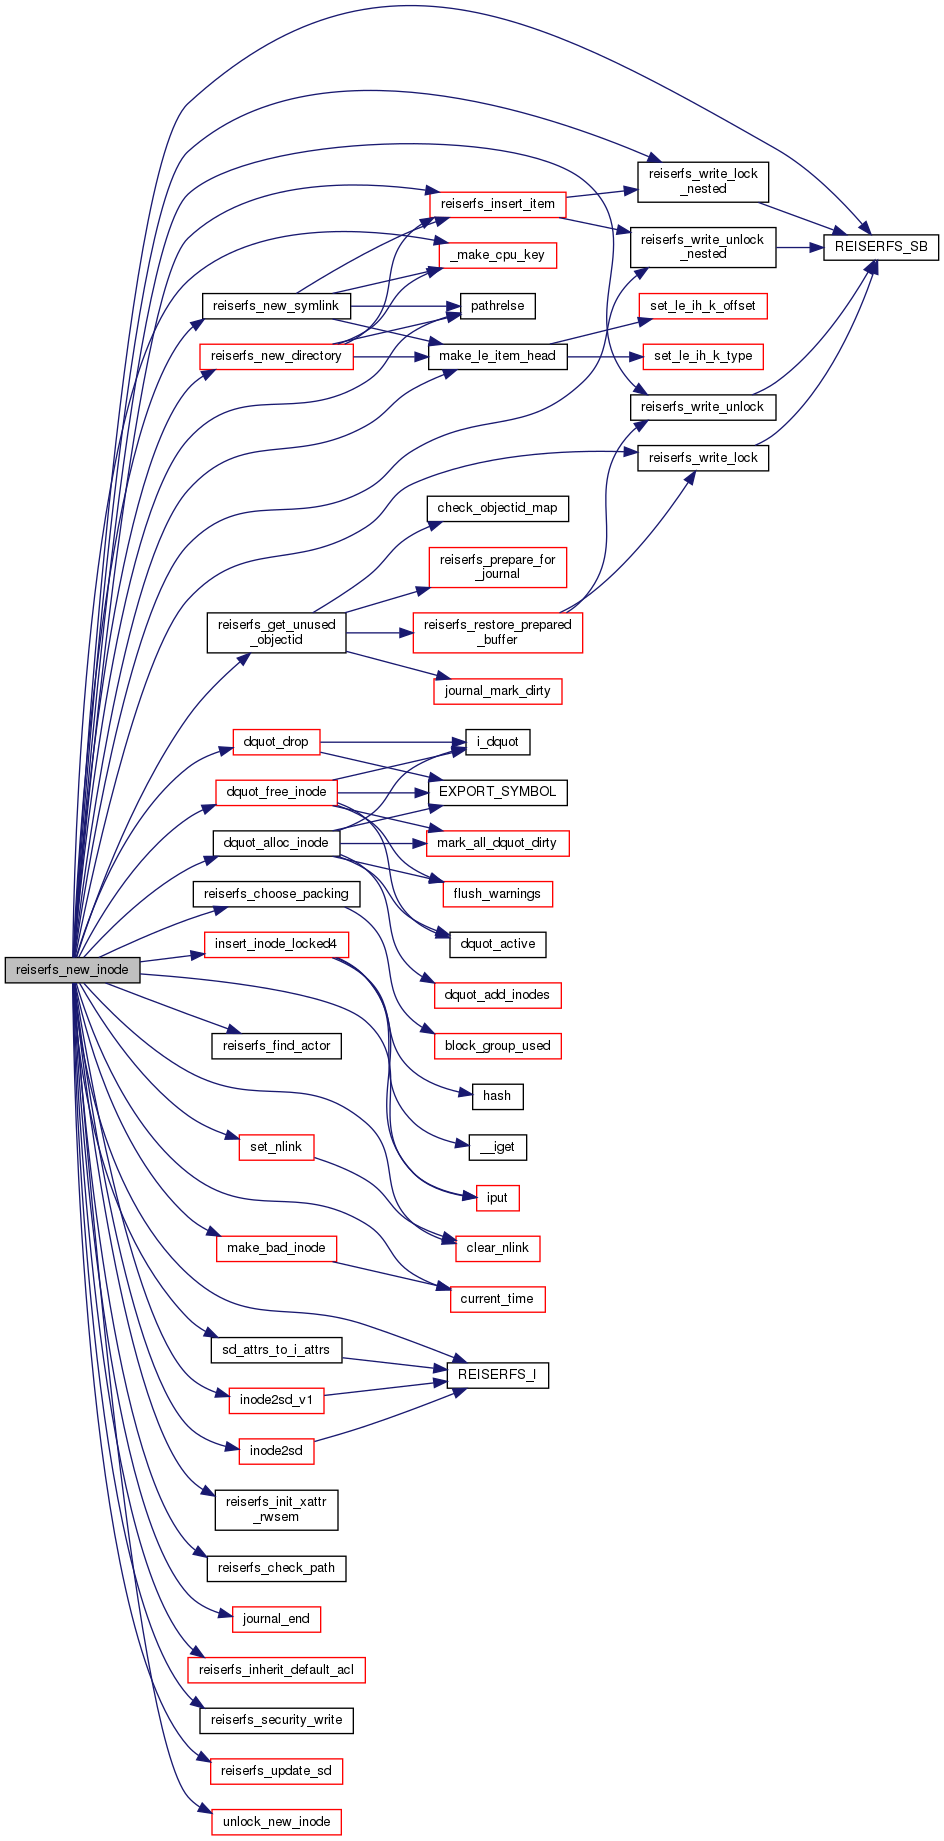 reiserfs_write_lock
_nested
reiserfs_insert_item
reiserfs_write_unlock
_nested
REISERFS_SB
_make_cpu_key
reiserfs_new_symlink
pathrelse
set_le_ih_k_offset
reiserfs_new_directory
make_le_item_head
set_le_ih_k_type
reiserfs_write_unlock
reiserfs_write_lock
check_objectid_map
reiserfs_prepare_for
_journal
reiserfs_get_unused
_objectid
reiserfs_restore_prepared
_buffer
journal_mark_dirty
dquot_drop
i_dquot
dquot_free_inode
EXPORT_SYMBOL
dquot_alloc_inode
mark_all_dquot_dirty
reiserfs_choose_packing
flush_warnings
insert_inode_locked4
dquot_active
reiserfs_new_inode
dquot_add_inodes
reiserfs_find_actor
block_group_used
hash
set_nlink
__iget
iput
make_bad_inode
clear_nlink
current_time
sd_attrs_to_i_attrs
REISERFS_I
inode2sd_v1
inode2sd
reiserfs_init_xattr
_rwsem
reiserfs_check_path
journal_end
reiserfs_inherit_default_acl
reiserfs_security_write
reiserfs_update_sd
unlock_new_inode